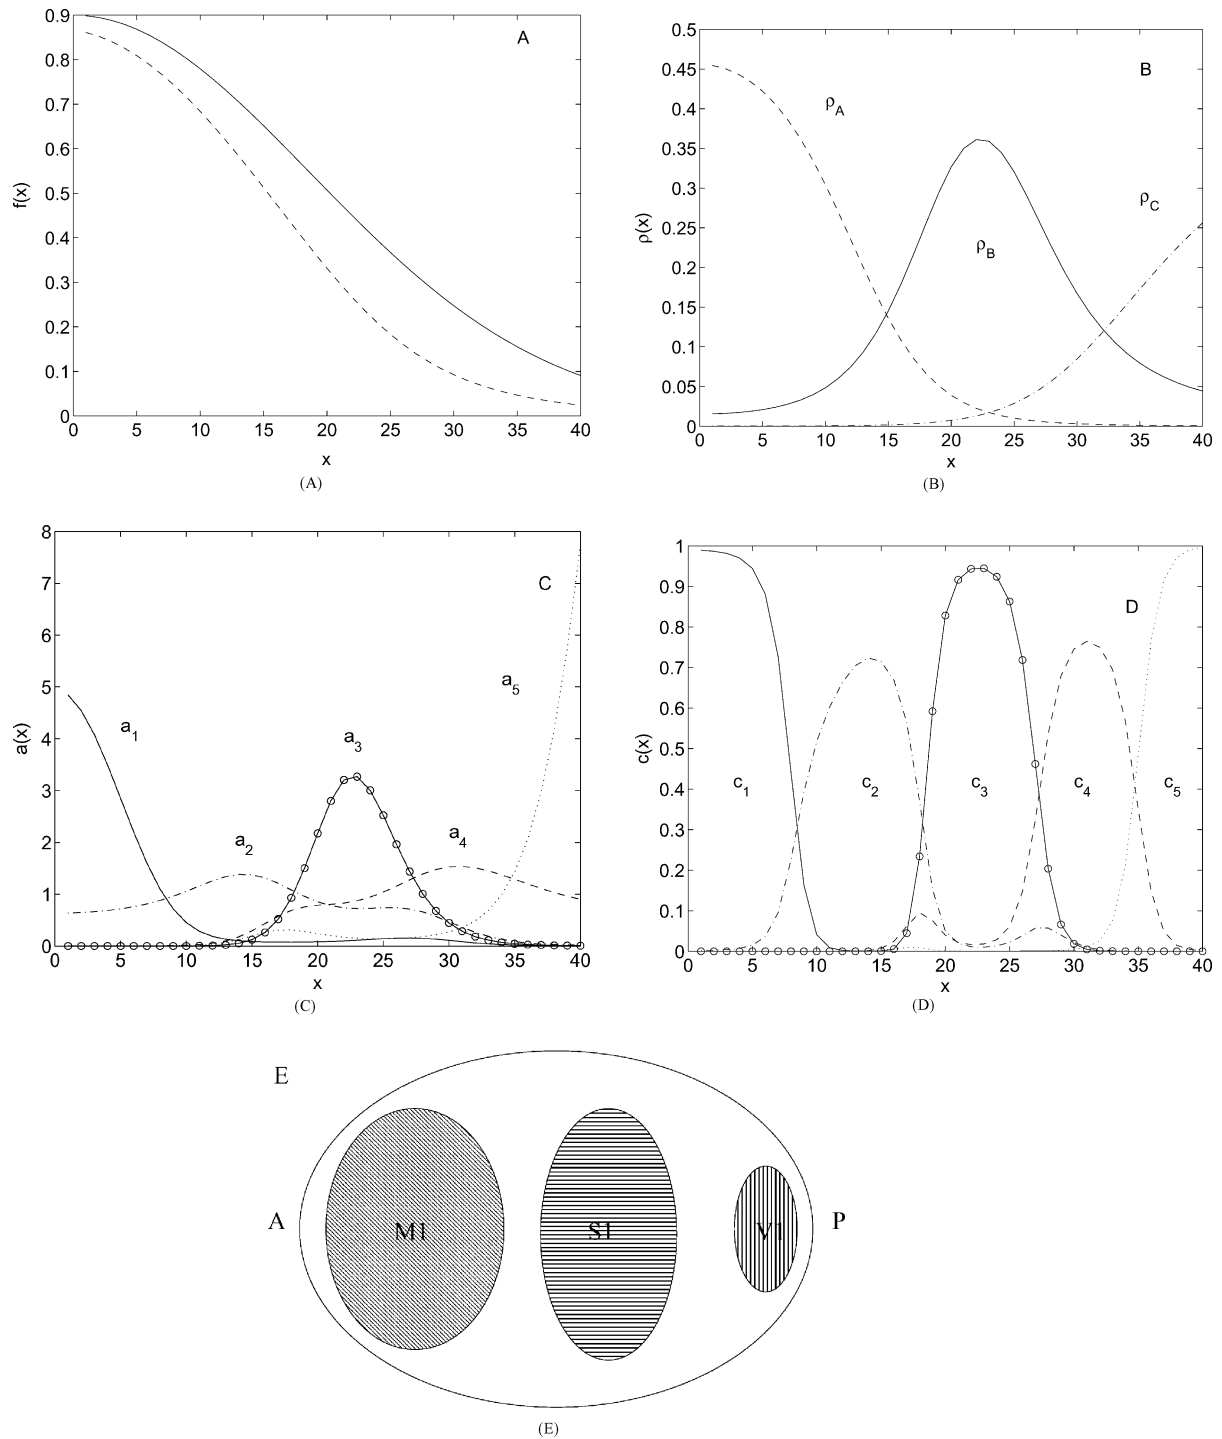 0.9
0.8
0.7
0.6
0.5
0.4
0.3
0.2
0.1
0
f(x)
A
0 5 10 15 20 25 30 35 40
x
(A)
0.5
0.45
0.4
0.35
0.3
0.25
0.2
0.15
0.1
0.05
0
ρ(x)
B
ρA
ρB
ρC
0 5 10 15 20 25 30 35 40
x
(B)
8
7
6
5
4
3
2
1
0
a(x)
C
a1
a2
a3
a4
a5
0 5 10 15 20 25 30 35 40
x
(C)
1
0.9
0.8
0.7
0.6
0.5
0.4
0.3
0.2
0.1
0
c(x)
D
c1
c2
c3
c4
c5
0 5 10 15 20 25 30 35 40
x
(D)
E
A
M1
S1
V1
P
(E)